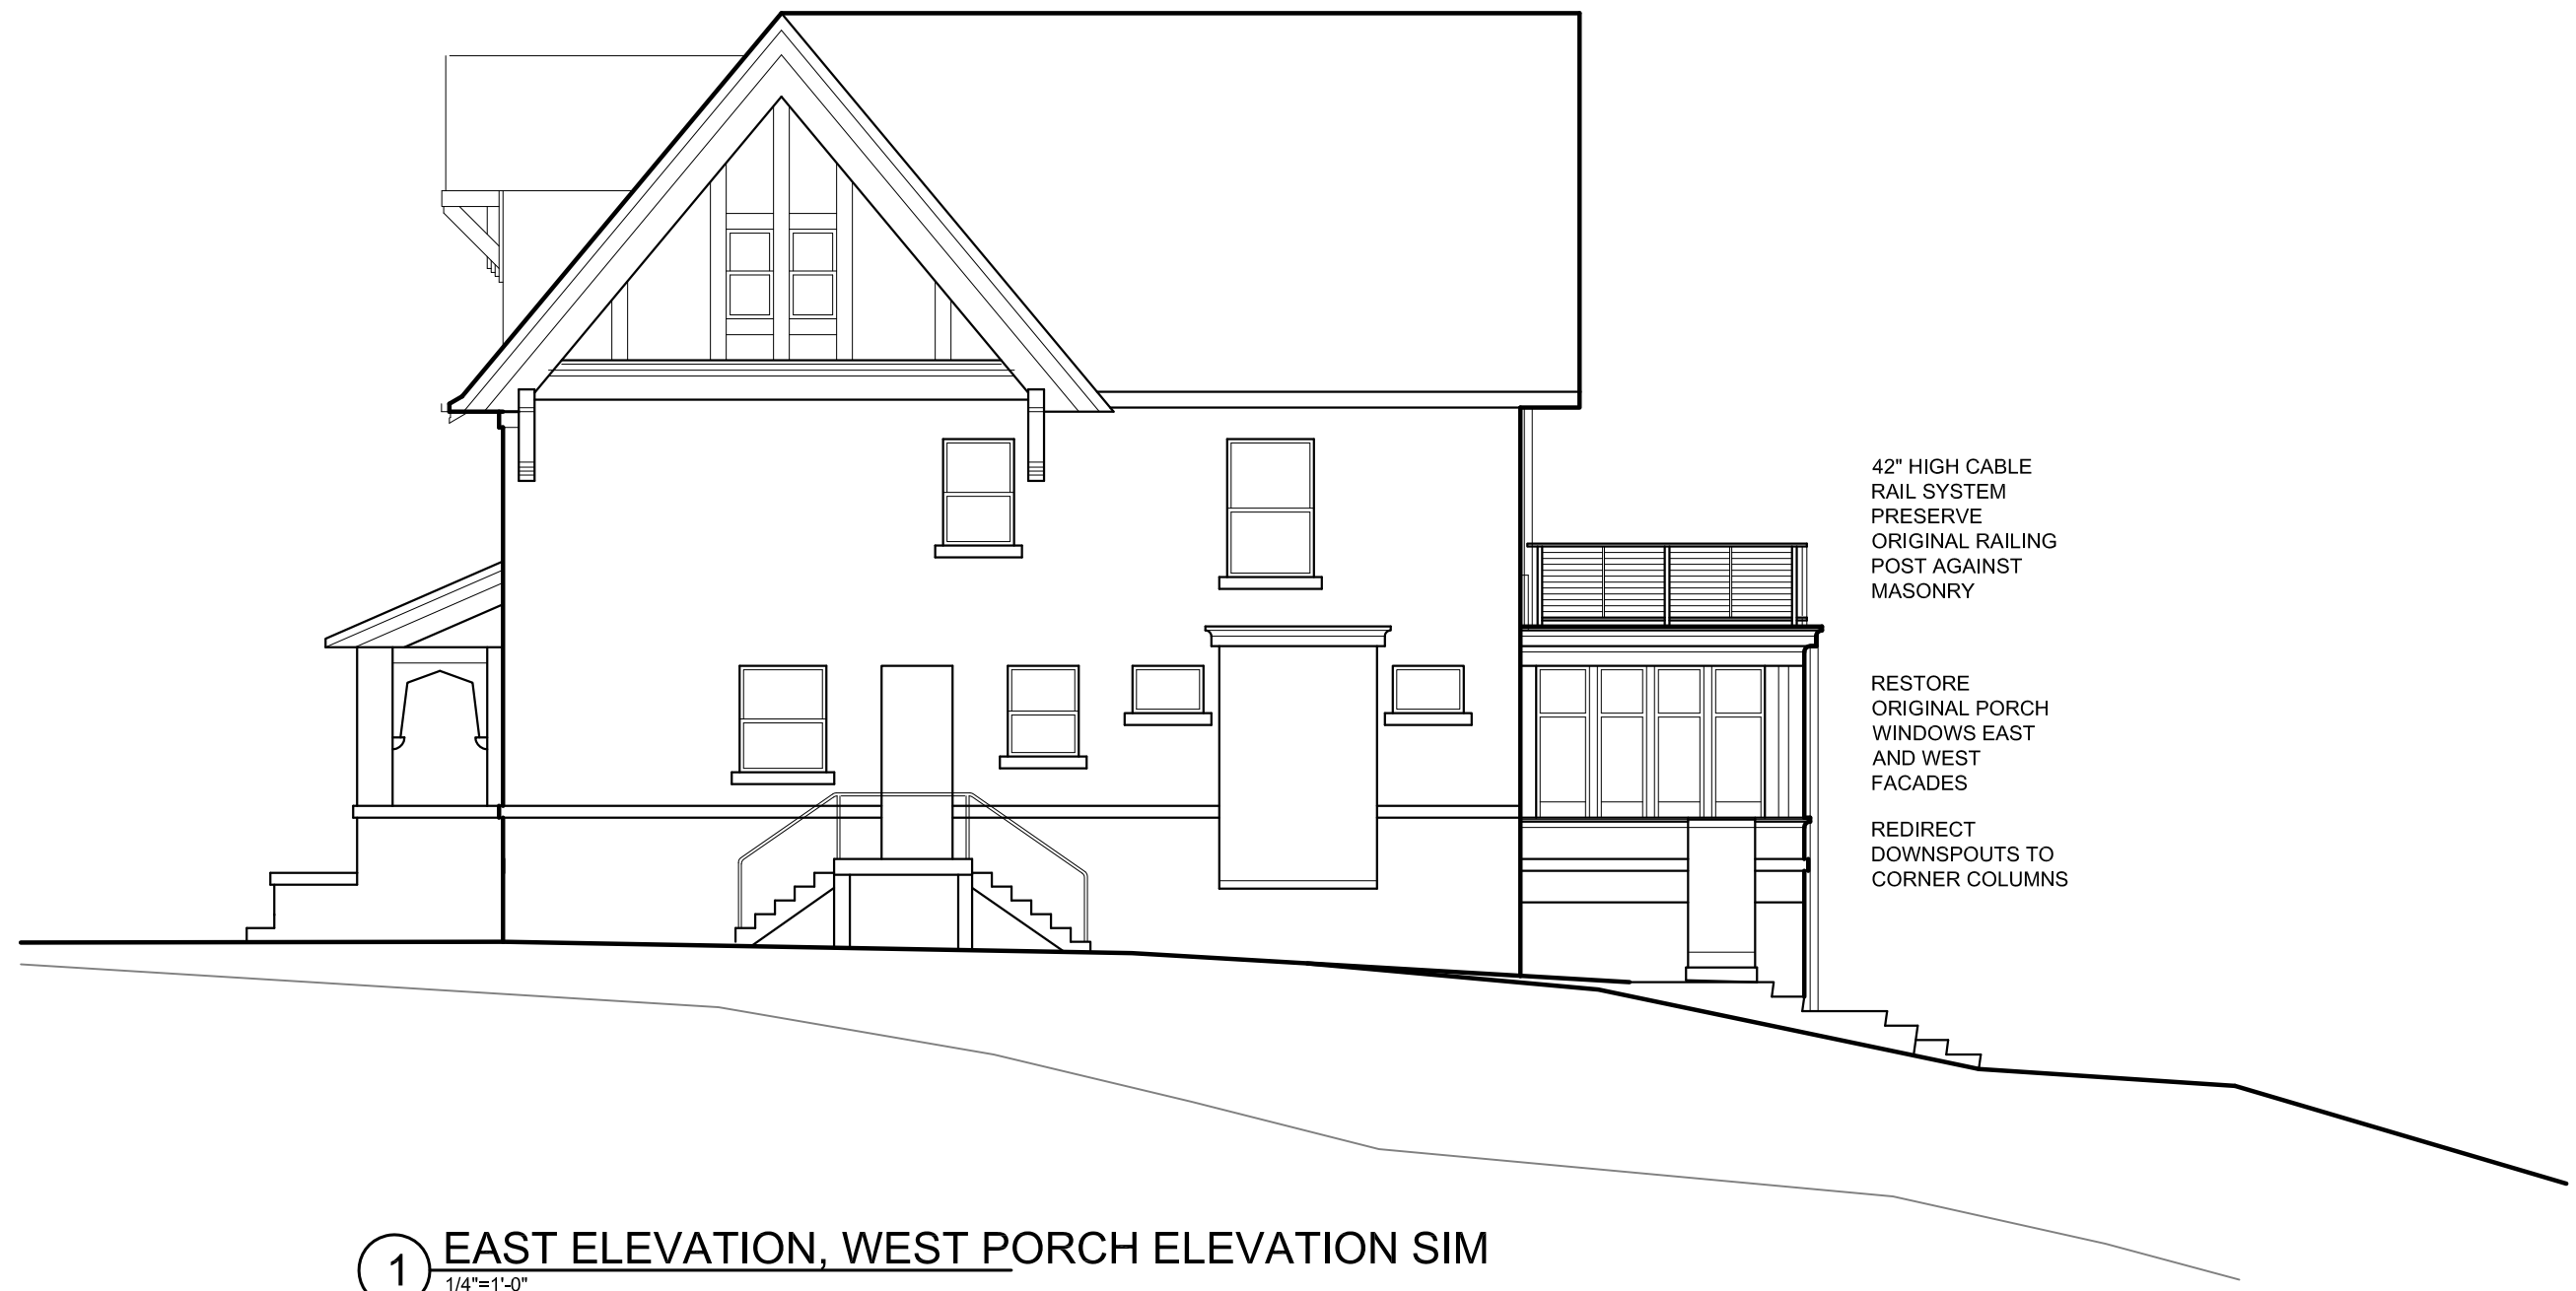 42" HIGH CABLE
RAIL SYSTEM
PRESERVE
ORIGINAL RAILING
POST AGAINST
MASONRY
RESTORE
ORIGINAL PORCH
WINDOWS EAST
AND WEST
FACADES
REDIRECT
DOWNSPOUTS TO
CORNER COLUMNS
1 EAST ELEVATION, WEST PORCH ELEVATION SIM
1/4"=1'-0"